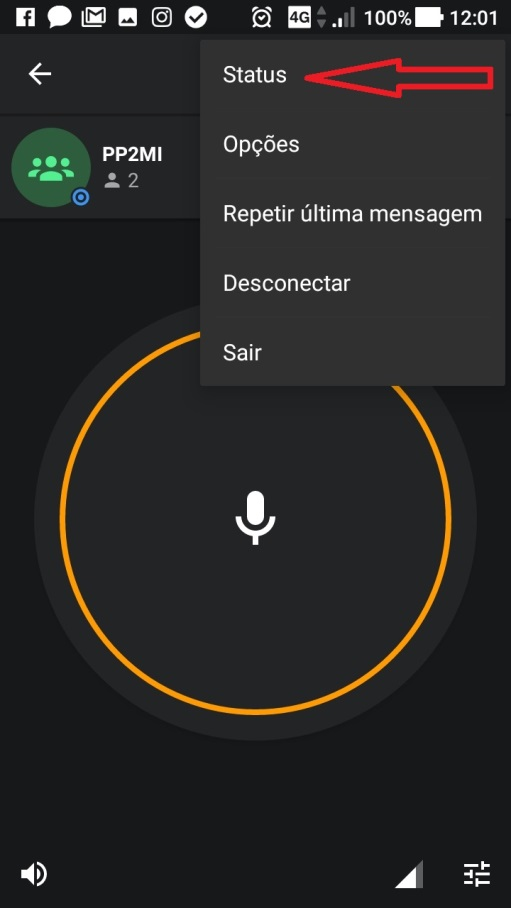 4G 100% 12:01
Status
Opções
PP2MI
2
Repetir última mensagem
Desconectar
Sair